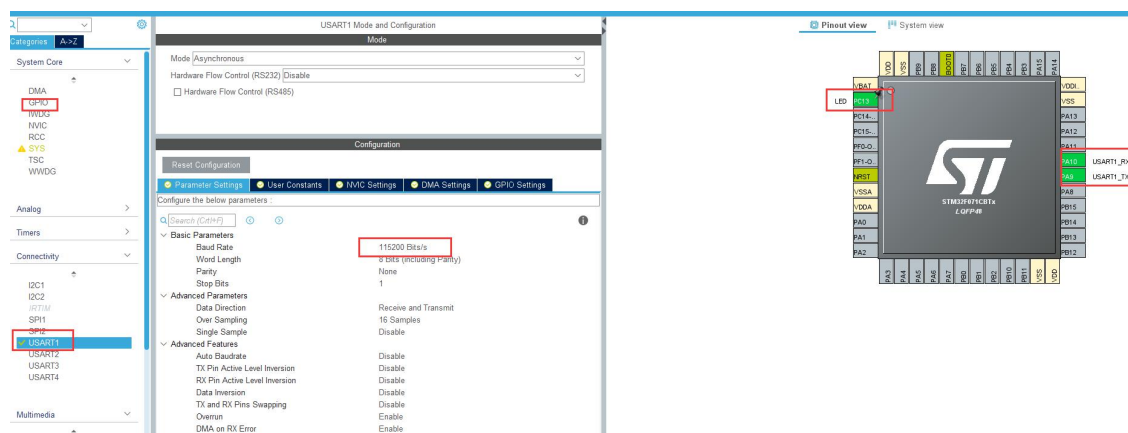 USART1 Mode and Configuration
Categories A->Z
System Core
DMA
GPIO
IWDG
NVIC
RCC
SYS
TSC
WWDG
Analog
Timers
Connectivity
I2C1
I2C2
IRTIM
SPI1
SPI2
USART1
USART2
USART3
USART4
Multimedia
Mode
Mode Asynchronous
Hardware Flow Control (RS232) Disable
Hardware Flow Control (RS485)
Configuration
Reset Configuration
Parameter Settings User Constants NVIC Settings DMA Settings GPIO Settings
Configure the below parameters :
Search (Crtl+F)
Basic Parameters
Baud Rate 115200 Bits/s
Word Length 8 Bits (including Parity)
Parity None
Stop Bits 1
Advanced Parameters
Data Direction Receive and Transmit
Over Sampling 16 Samples
Single Sample Disable
Advanced Features
Auto Baudrate Disable
TX Pin Active Level Inversion Disable
RX Pin Active Level Inversion Disable
Data Inversion Disable
TX and RX Pins Swapping Disable
Overrun Enable
DMA on RX Error Enable
Pinout view System view
VDD VSS PB9 PB8 BOOT0 PB7 PB6 PB5 PB4 PB3 PA15 PA14
VBAT
LED PC13
PC14-..
PC15-..
PF0-O..
PF1-O..
NRST
VSSA
VDDA
PA0
PA1
PA2
VDDI..
VSS
PA13
PA12
PA11
PA10 USART1_RX
PA9 USART1_TX
PA8
PB15
PB14
PB13
PB12
ST
STM32F071CBTx
LQFP48
PA3 PA4 PA5 PA6 PA7 PB0 PB1 PB2 PB10 PB11 VSS VDD